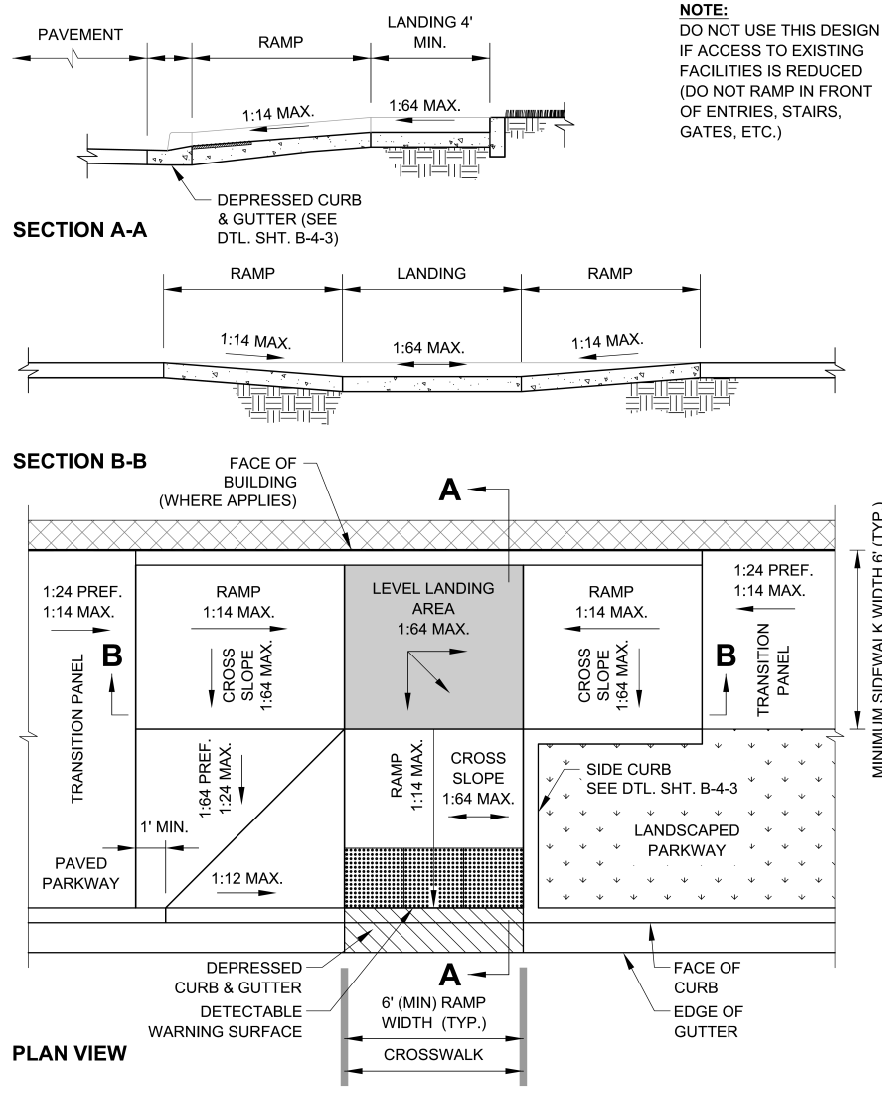 PAVEMENT
RAMP
LANDING 4'
MIN.
NOTE:
DO NOT USE THIS DESIGN
IF ACCESS TO EXISTING
FACILITIES IS REDUCED
(DO NOT RAMP IN FRONT
OF ENTRIES, STAIRS,
GATES, ETC.)
1:14 MAX.
1:64 MAX.
DEPRESSED CURB
& GUTTER (SEE
DTL. SHT. B-4-3)
SECTION A-A
RAMP
LANDING
RAMP
1:14 MAX.
1:64 MAX.
1:14 MAX.
SECTION B-B
FACE OF
BUILDING
(WHERE APPLIES)
A
1:24 PREF.
1:14 MAX.
TRANSITION PANEL
B
RAMP
1:14 MAX.
CROSS
SLOPE
1:64 MAX.
LEVEL LANDING
AREA
1:64 MAX.
RAMP
1:14 MAX.
CROSS
SLOPE
1:64 MAX.
B
1:24 PREF.
1:14 MAX.
TRANSITION
PANEL
MINIMUM SIDEWALK WIDTH 6' (TYP.)
1:64 PREF.
1:24 MAX.
RAMP
1:14 MAX.
CROSS
SLOPE
1:64 MAX.
SIDE CURB
SEE DTL. SHT. B-4-3
LANDSCAPED
PARKWAY
1' MIN.
PAVED
PARKWAY
1:12 MAX.
DEPRESSED
CURB & GUTTER
DETECTABLE
WARNING SURFACE
A
6' (MIN) RAMP
WIDTH (TYP.)
CROSSWALK
FACE OF
CURB
EDGE OF
GUTTER
PLAN VIEW